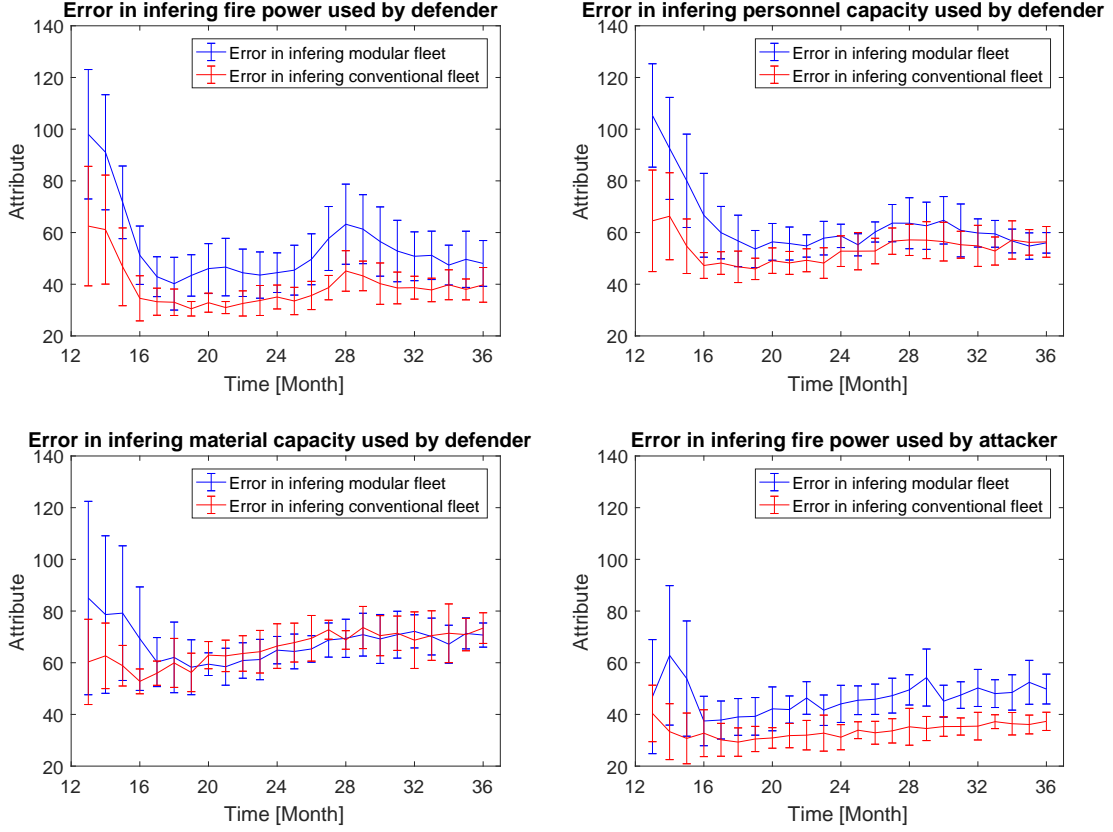 Error in infering fire power used by defender
140
120
100
80
60
40
20
Attribute
Error in infering modular fleet
Error in infering conventional fleet
12 16 20 24 28 32 36
Time [Month]
Error in infering personnel capacity used by defender
140
120
100
80
60
40
20
Attribute
Error in infering modular fleet
Error in infering conventional fleet
12 16 20 24 28 32 36
Time [Month]
Error in infering material capacity used by defender
140
120
100
80
60
40
20
Attribute
Error in infering modular fleet
Error in infering conventional fleet
12 16 20 24 28 32 36
Time [Month]
Error in infering fire power used by attacker
140
120
100
80
60
40
20
Attribute
Error in infering modular fleet
Error in infering conventional fleet
12 16 20 24 28 32 36
Time [Month]